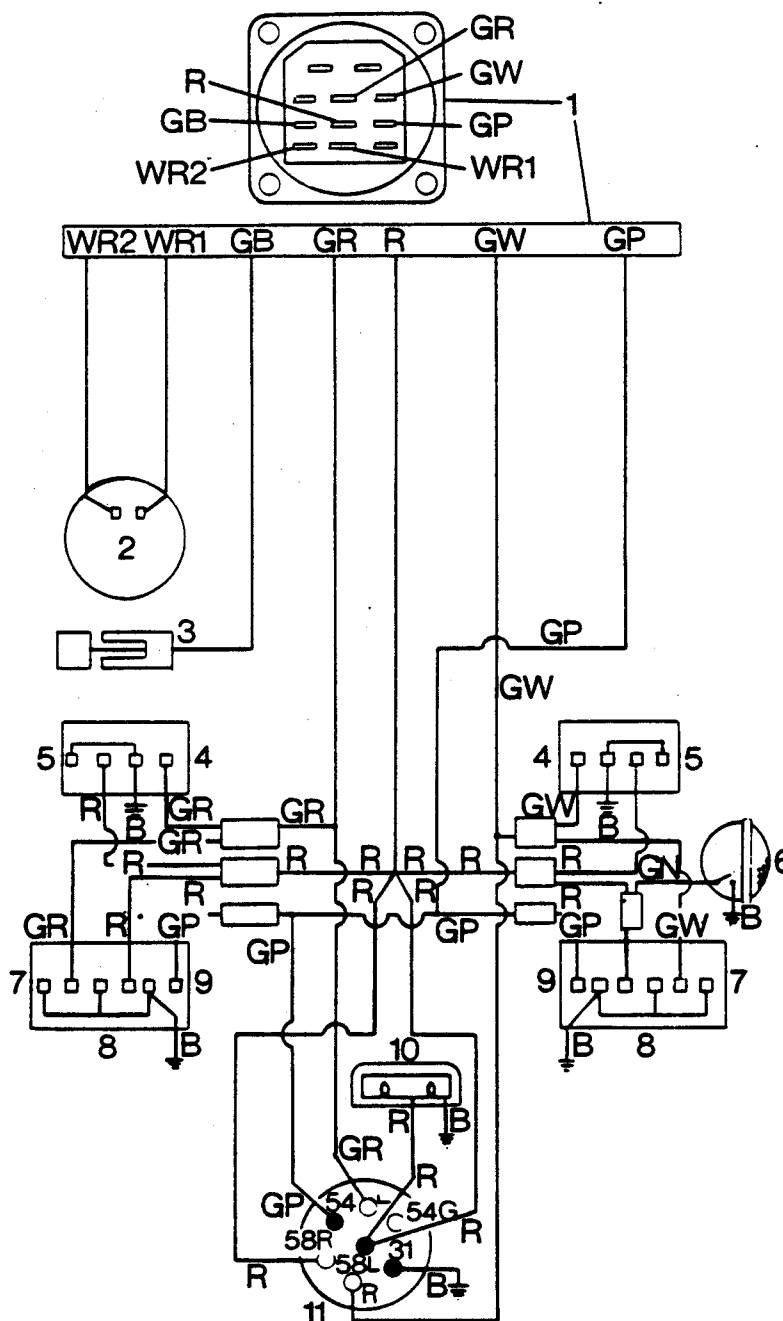 GR
R GW
1
GB GP
WR2 WR1
WR2 WR1 GB GR R GW GP
2
3
GP
GW
5 4 4 5
R GR GR GW
B B
GR
R R R R R R GN 6
R R R R
GR R GP GP GP GP GW B
7 9 9 7
8 B B 8
10
R B
GR
GP 54 L R 54G
58R R
58L 31
R R B
11